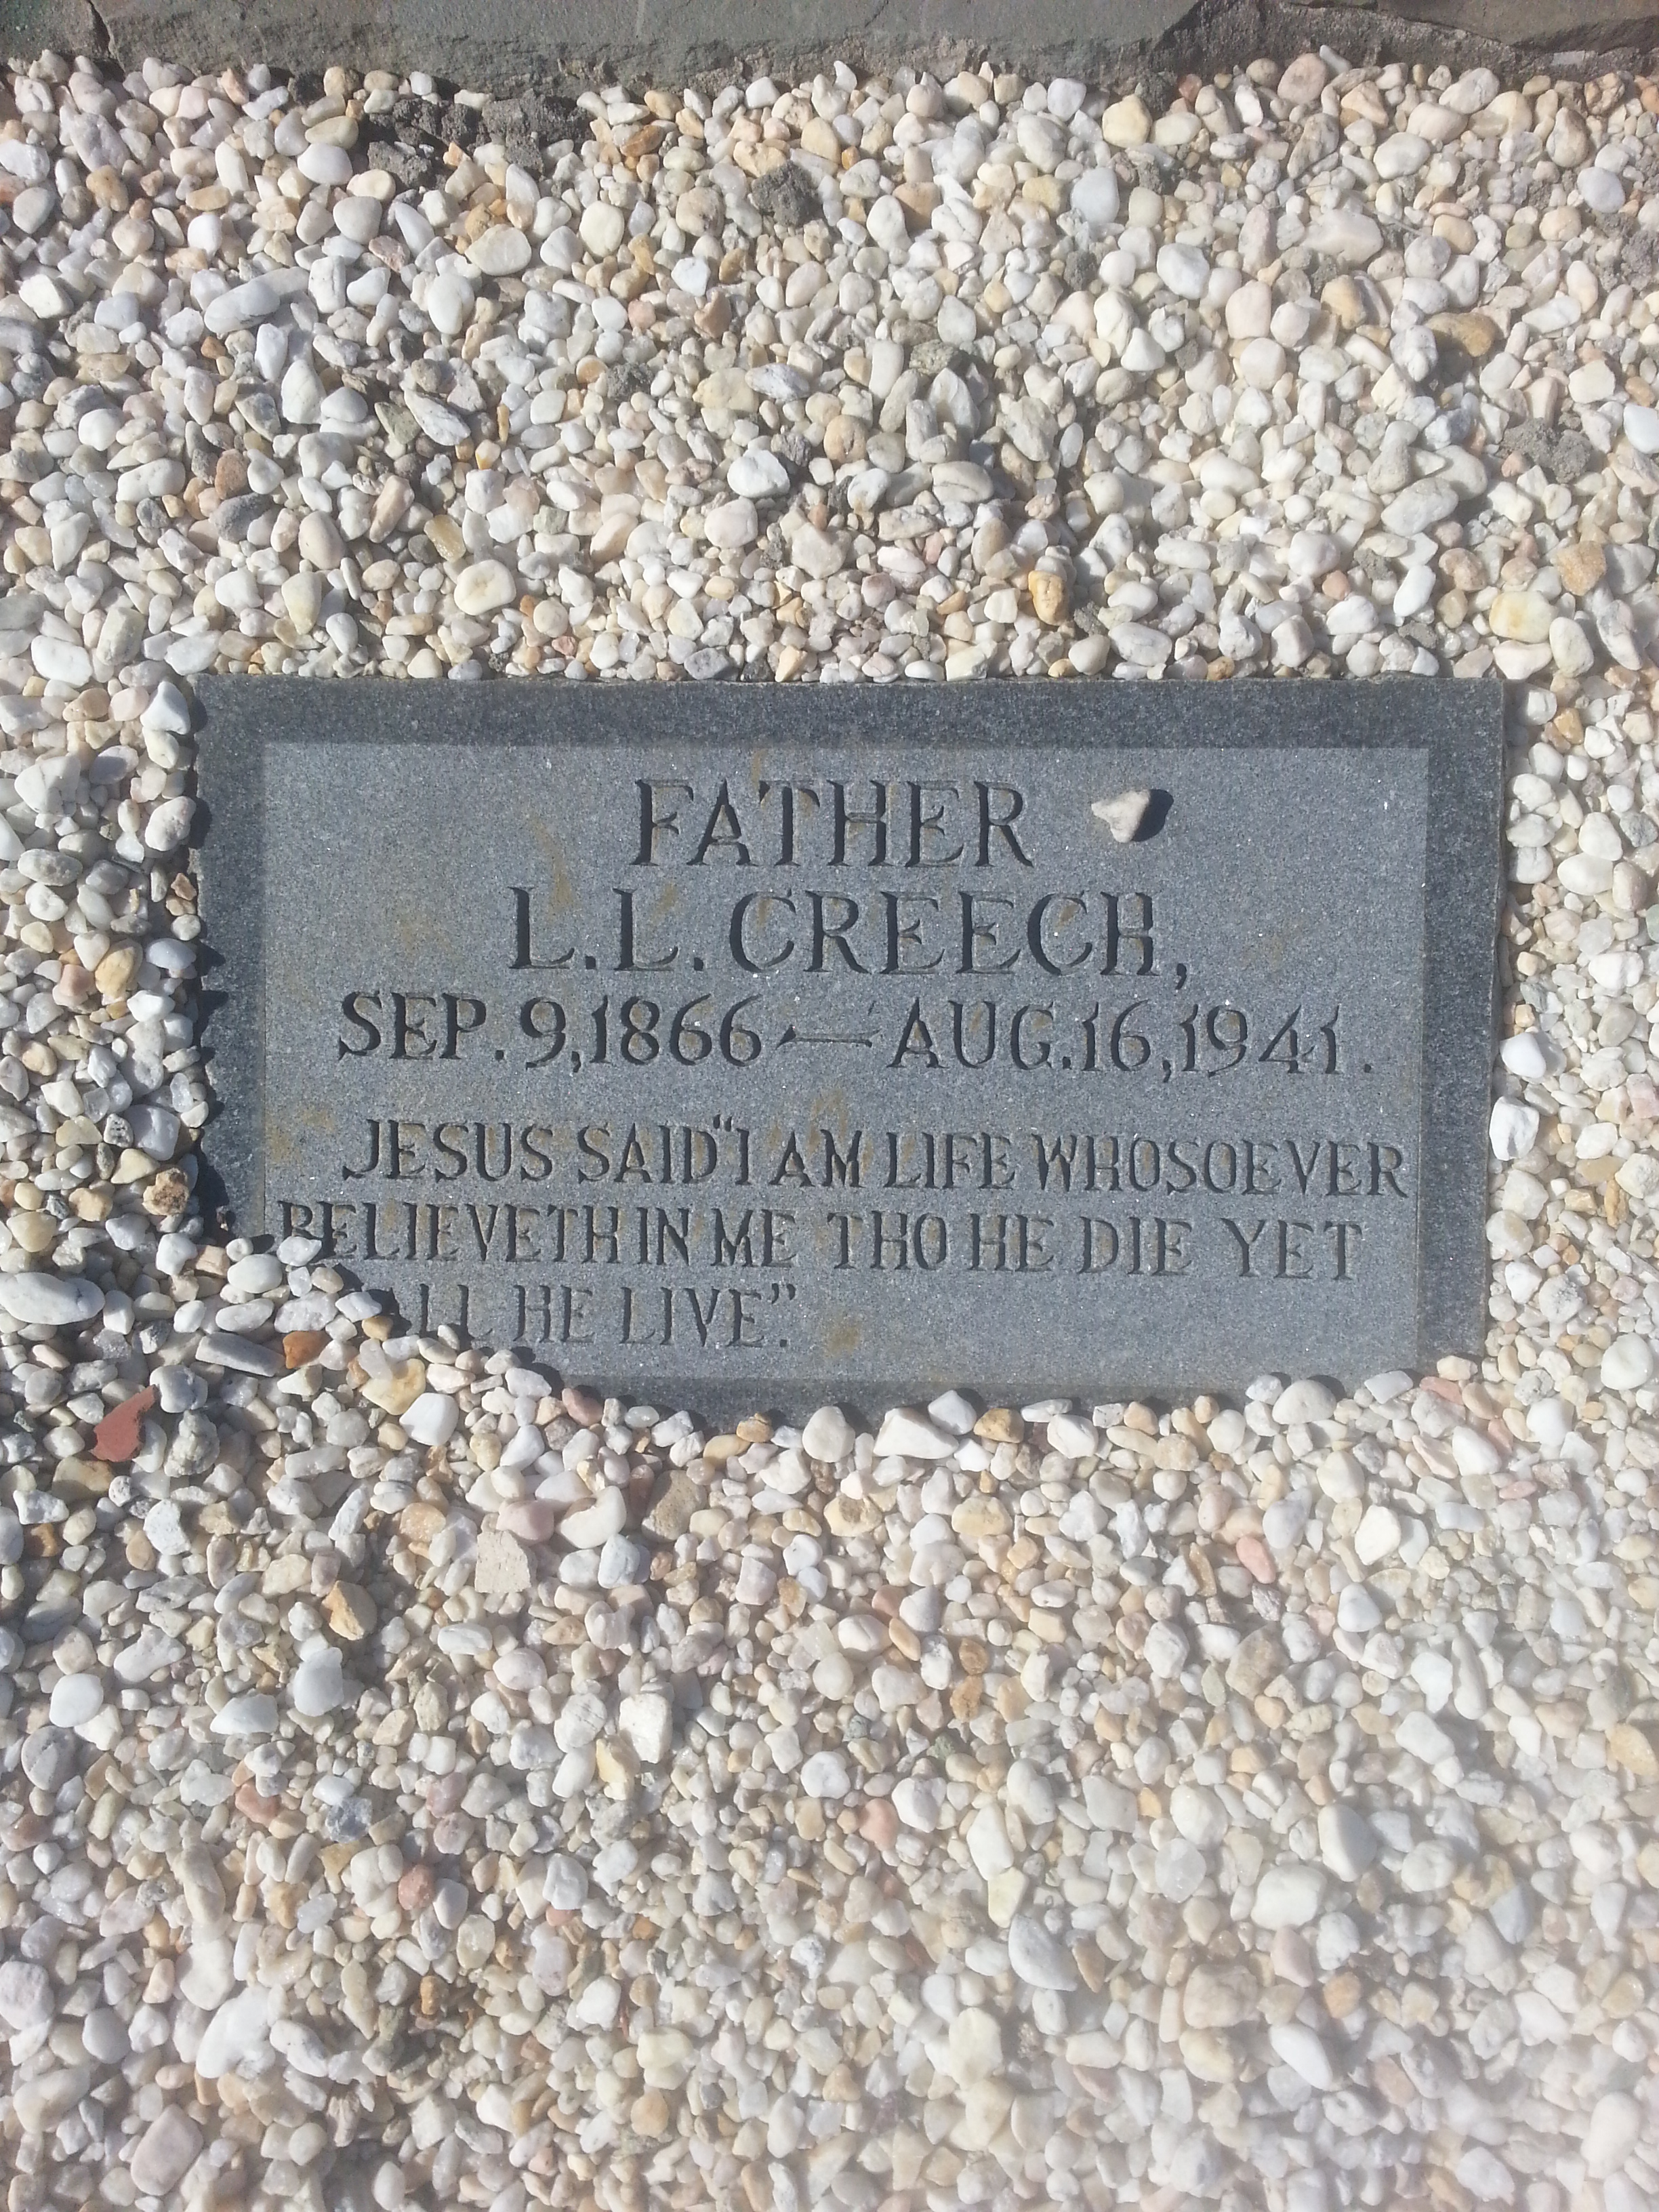 FATHER
L.L. CREECH,
SEP. 9, 1866 — AUG. 16, 1941.
JESUS SAID "I AM LIFE WHOSOEVER
BELIEVETH IN ME THO HE DIE YET
ALL HE LIVE".